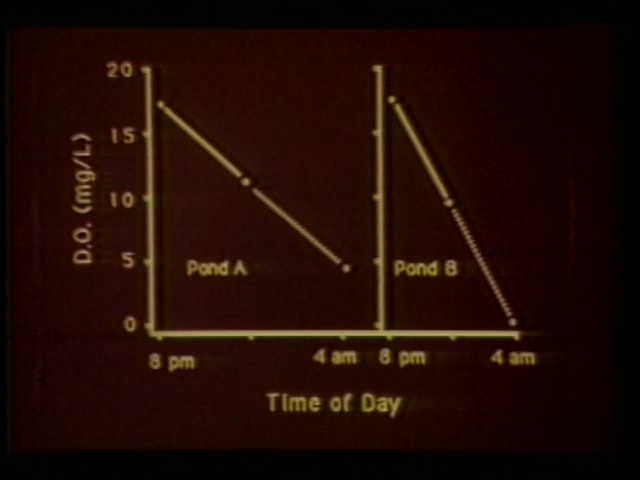 20
15
10
5
0
D.O. (mg/L)
Pond A
Pond B
8 pm
4 am
8 pm
4 am
Time of Day